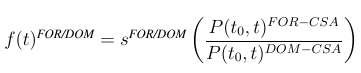 f(t)^{FOR/DOM} = s^{FOR/DOM} \left( \frac{P(t_0, t)^{FOR-CSA}}{P(t_0, t)^{DOM-CSA}} \right)